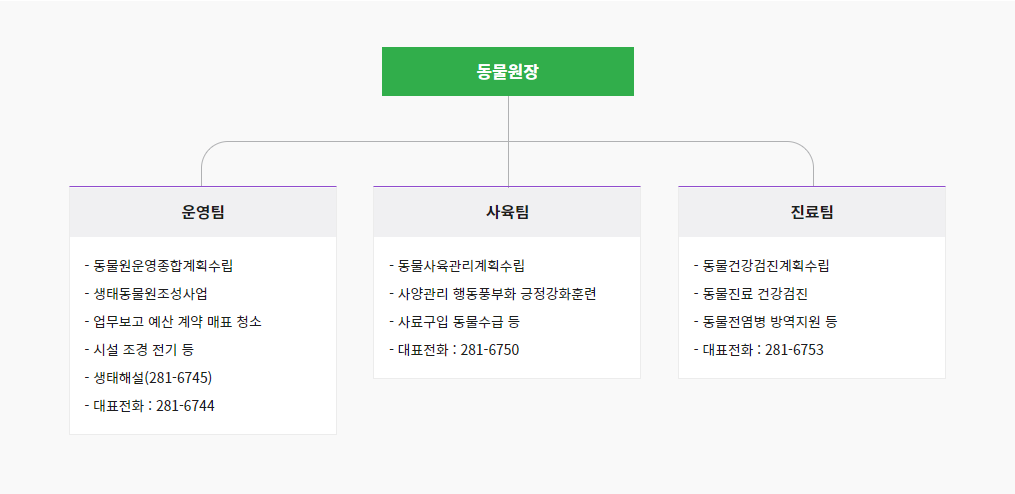 동물원장
운영팀
- 동물원운영종합계획수립
- 생태동물원조성사업
- 업무보고 예산 계약 매표 청소
- 시설 조경 전기 등
- 생태해설(281-6745)
- 대표전화 : 281-6744
사육팀
- 동물사육관리계획수립
- 사양관리 행동풍부화 긍정강화훈련
- 사료구입 동물수급 등
- 대표전화 : 281-6750
진료팀
- 동물건강검진계획수립
- 동물진료 건강검진
- 동물전염병 방역지원 등
- 대표전화 : 281-6753